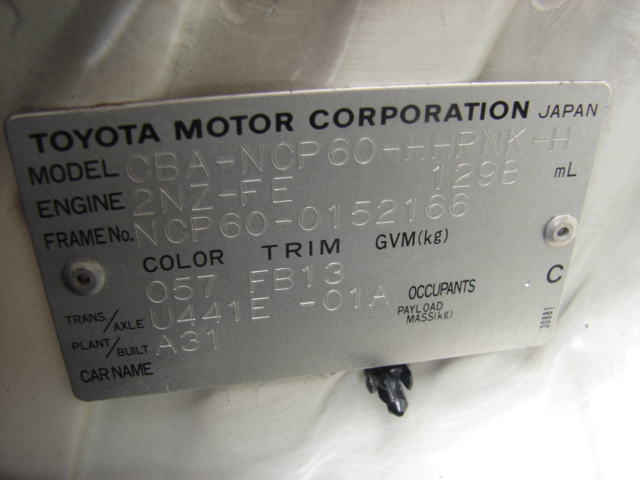 TOYOTA MOTOR CORPORATION JAPAN
MODEL CBA-NCP60-HHPNK-H
ENGINE 2NZ-FE 1298 mL
FRAME No. NCP60-0152166
COLOR TRIM GVM(kg)
057 FB13 C
TRANS./AXLE U441E -01A OCCUPANTS
PLANT/BUILT A31 PAYLOAD MASS(kg)
CAR NAME
30881